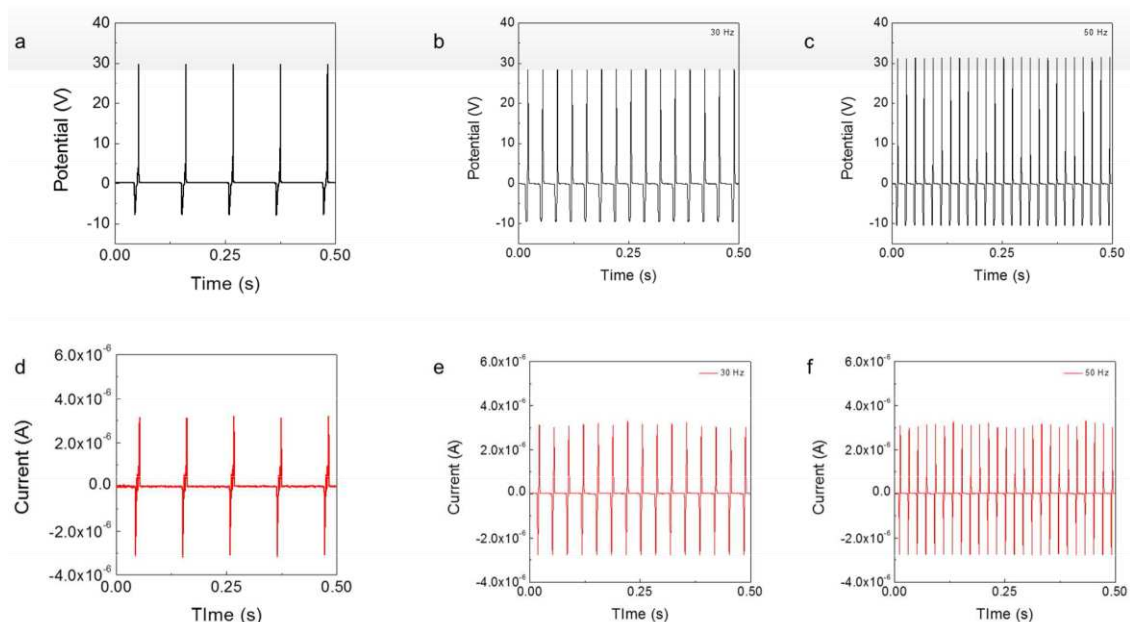 a
40
30
20
10
0
-10
Potential (V)
0.00
0.25
0.50
Time (s)
b
30 Hz
40
30
20
10
0
-10
Potential (V)
0.00
0.25
0.50
Time (s)
c
50 Hz
40
30
20
10
0
-10
Potential (V)
0.00
0.25
0.50
Time (s)
d
6.0x10⁻⁶
4.0x10⁻⁶
2.0x10⁻⁶
0.0
-2.0x10⁻⁶
-4.0x10⁻⁶
Current (A)
0.00
0.25
0.50
TIme (s)
e
30 Hz
6.0x10⁻⁶
4.0x10⁻⁶
2.0x10⁻⁶
0.0
-2.0x10⁻⁶
-4.0x10⁻⁶
Current (A)
0.00
0.25
0.50
TIme (s)
f
50 Hz
6.0x10⁻⁶
4.0x10⁻⁶
2.0x10⁻⁶
0.0
-2.0x10⁻⁶
-4.0x10⁻⁶
Current (A)
0.00
0.25
0.50
TIme (s)